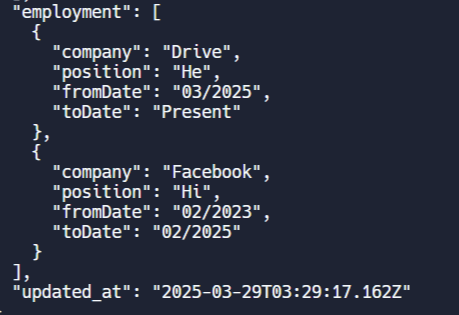 "employment": [
{
"company": "Drive",
"position": "He",
"fromDate": "03/2025",
"toDate": "Present"
},
{
"company": "Facebook",
"position": "Hi",
"fromDate": "02/2023",
"toDate": "02/2025"
}
],
"updated_at": "2025-03-29T03:29:17.162Z"